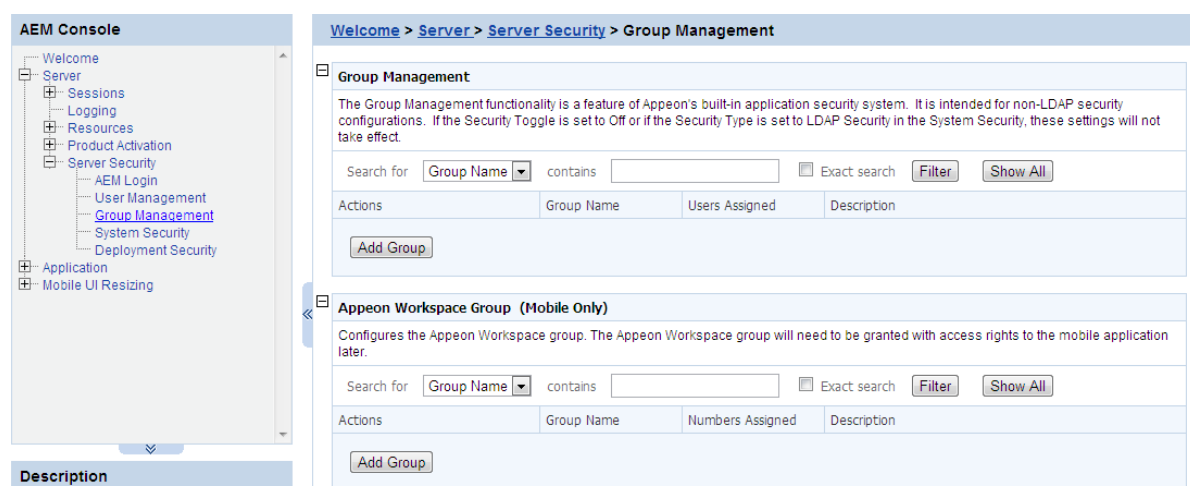 AEM Console
Welcome
Server
Sessions
Logging
Resources
Product Activation
Server Security
AEM Login
User Management
Group Management
System Security
Deployment Security
Application
Mobile UI Resizing
Description
Welcome > Server > Server Security > Group Management
Group Management
The Group Management functionality is a feature of Appeon's built-in application security system. It is intended for non-LDAP security
configurations. If the Security Toggle is set to Off or if the Security Type is set to LDAP Security in the System Security, these settings will not
take effect.
Search for Group Name contains Exact search Filter Show All
Actions Group Name Users Assigned Description
Add Group
Appeon Workspace Group (Mobile Only)
Configures the Appeon Workspace group. The Appeon Workspace group will need to be granted with access rights to the mobile application
later.
Search for Group Name contains Exact search Filter Show All
Actions Group Name Numbers Assigned Description
Add Group